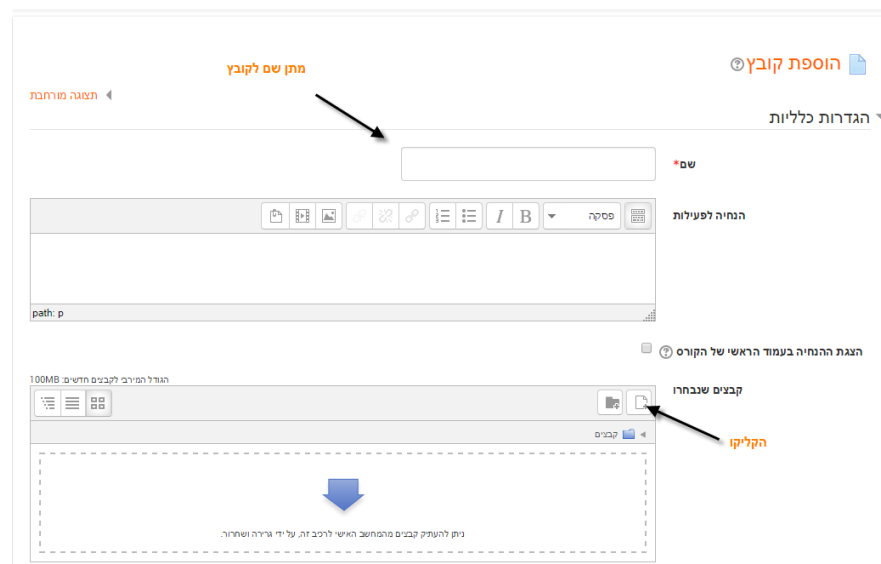 הוספת קובץ
מתן שם לקובץ
תצוגה מורחבת
הגדרות כלליות
שם*
הנחיה לפעילות
פסקה
B
I
path: p
הצגת ההנחיה בעמוד הראשי של הקורס
קבצים שנבחרו
הגודל המירבי לקבצים חדשים: 100MB
קבצים
הקליקו
ניתן להעתיק קבצים מהמחשב האישי לרכיב זה, על ידי גרירה ושחרור.